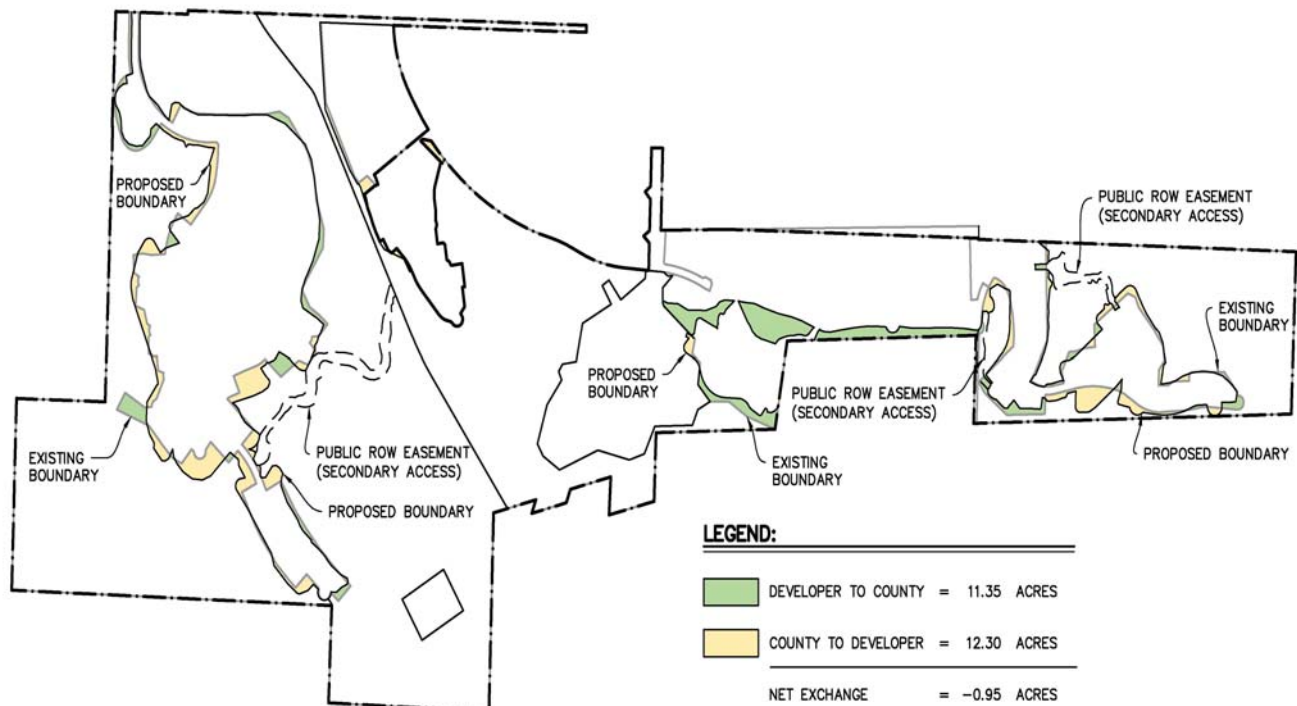 PROPOSED
BOUNDARY
PUBLIC ROW EASEMENT
(SECONDARY ACCESS)
EXISTING
BOUNDARY
PROPOSED
BOUNDARY
PUBLIC ROW EASEMENT
(SECONDARY ACCESS)
EXISTING
BOUNDARY
PUBLIC ROW EASEMENT
(SECONDARY ACCESS)
EXISTING
BOUNDARY
PROPOSED BOUNDARY
PROPOSED BOUNDARY
LEGEND:
DEVELOPER TO COUNTY = 11.35 ACRES
COUNTY TO DEVELOPER = 12.30 ACRES
NET EXCHANGE = -0.95 ACRES